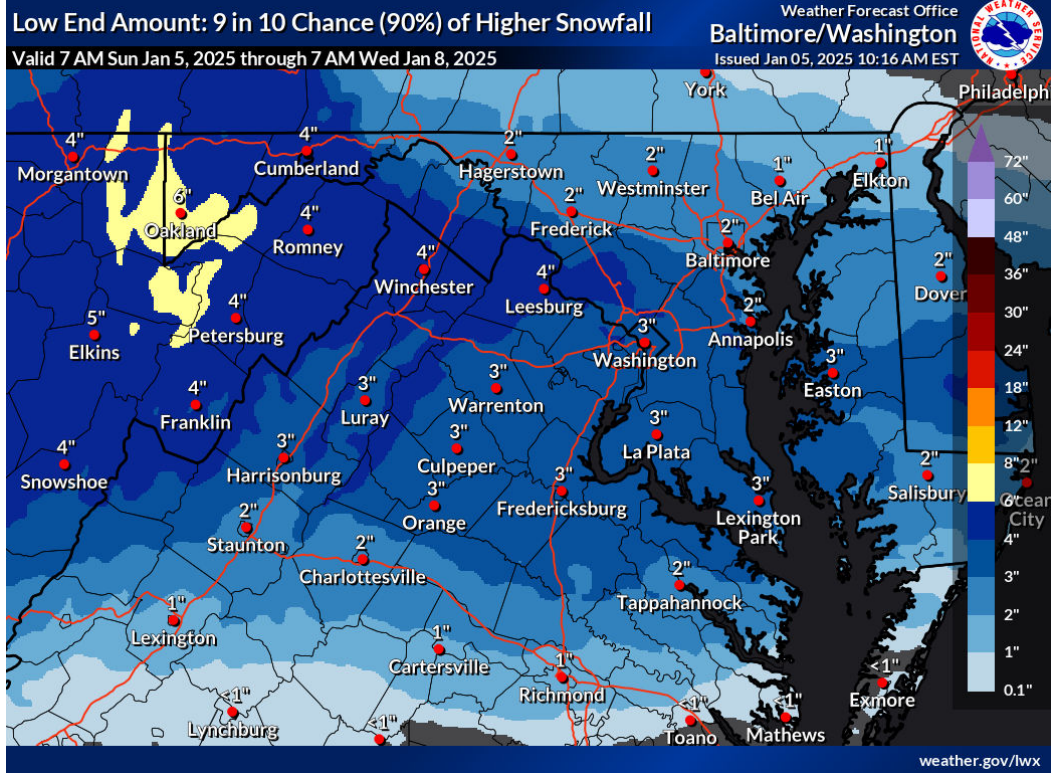 Low End Amount: 9 in 10 Chance (90%) of Higher Snowfall
Valid 7 AM Sun Jan 5, 2025 through 7 AM Wed Jan 8, 2025
Weather Forecast Office
Baltimore/Washington
Issued Jan 05, 2025 10:16 AM EST
NATIONAL WEATHER SERVICE
York
Philadelph
4"
Morgantown
4"
Cumberland
2"
Hagerstown
2"
Westminster
1"
Bel Air
1"
Elkton
6"
Oakland
4"
Romney
2"
Frederick
2"
Baltimore
4"
Winchester
4"
Leesburg
2"
Dover
5"
Elkins
4"
Petersburg
3"
Washington
2"
Annapolis
4"
Franklin
3"
Luray
3"
Warrenton
3"
Easton
4"
Snowshoe
3"
Harrisonburg
3"
Culpeper
3"
La Plata
3"
Orange
3"
Fredericksburg
3"
Lexington
Park
2"
Salisbury
2"
Ocean
City
2"
Staunton
2"
Charlottesville
2"
Tappahannock
1"
Lexington
1"
Cartersville
1"
Richmond
<1"
Exmore
<1"
Lynchburg
<1"
<1"
Toano
<1"
Mathews
72"
60"
48"
36"
30"
24"
18"
12"
8"
6"
4"
3"
2"
1"
0.1"
weather.gov/lwx